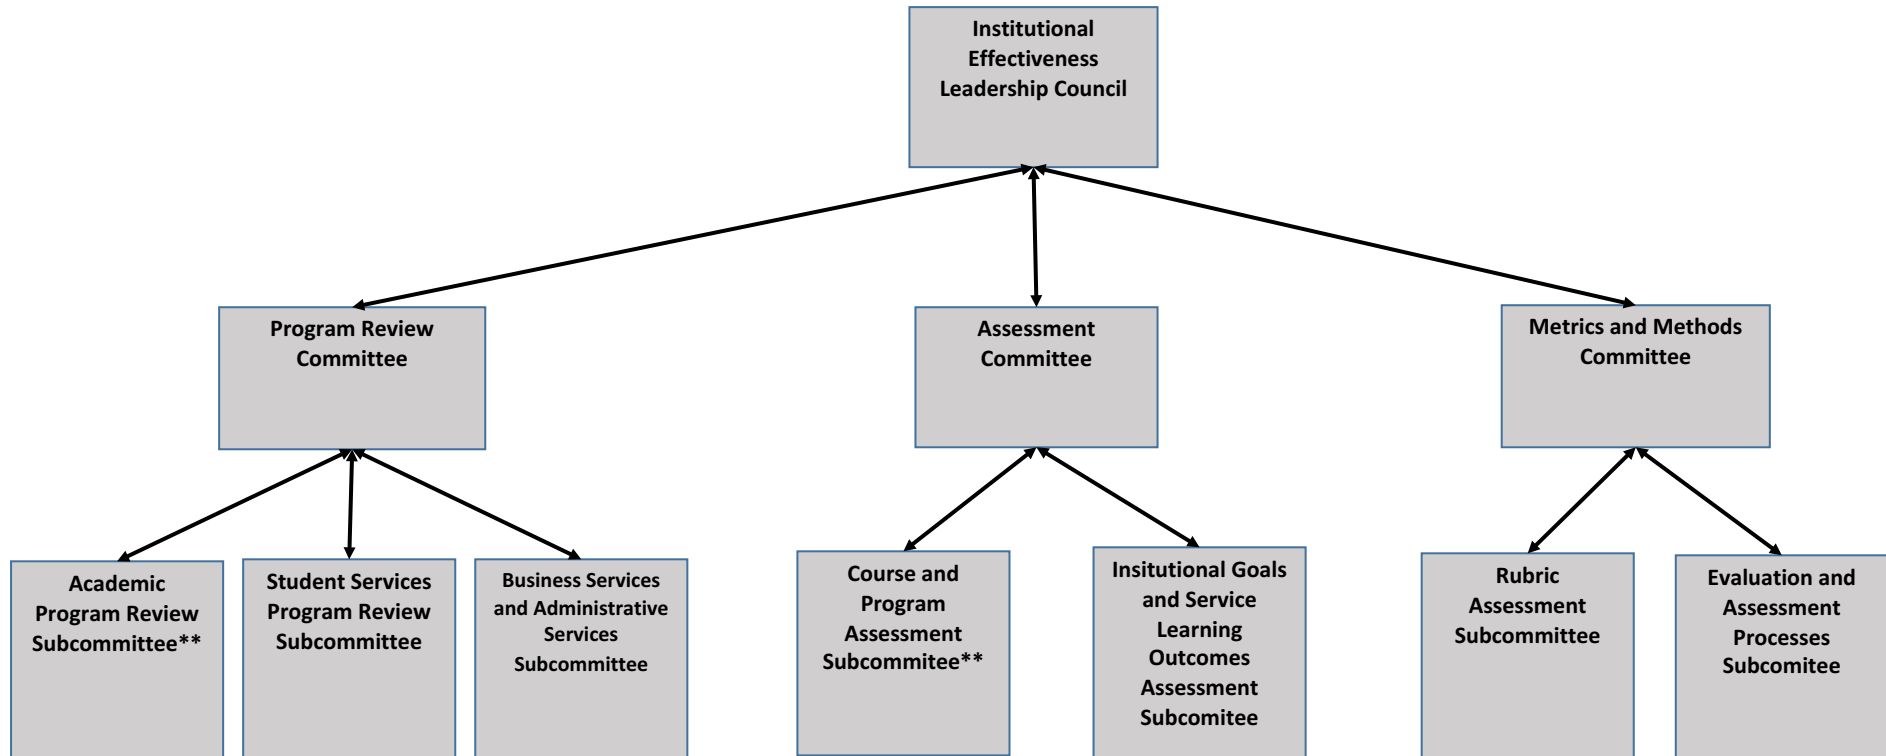 Institutional
Effectiveness
Leadership Council
Program Review
Committee
Assessment
Committee
Metrics and Methods
Committee
Academic
Program Review
Subcommittee**
Student Services
Program Review
Subcommittee
Business Services
and Administrative
Services
Subcommittee
Course and
Program
Assessment
Subcommitee**
Insitutional Goals
and Service
Learning
Outcomes
Assessment
Subcomitee
Rubric
Assessment
Subcommittee
Evaluation and
Assessment
Processes
Subcomitee